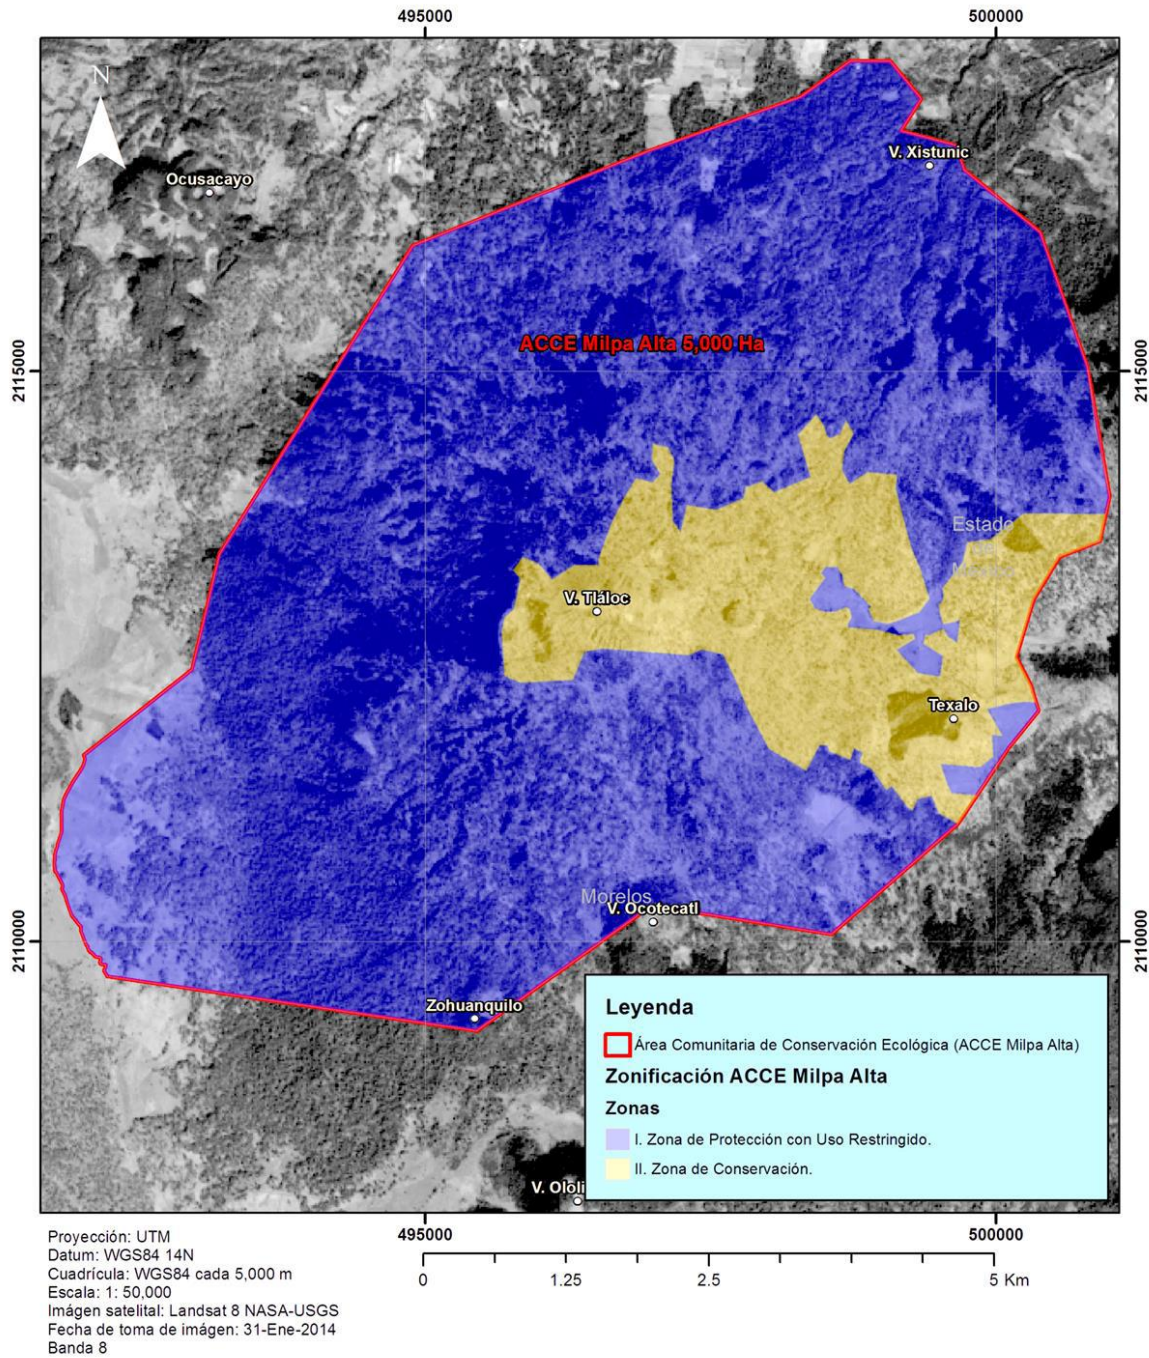 495000
500000
N
V. Xistunic
Ocusacayo
ACCE Milpa Alta 5,000 Ha
2115000
2115000
Estado
V. Tláloc
Texalo
Morelos
V. Ocotecatl
2110000
2110000
Zohuanquilo
Leyenda
Área Comunitaria de Conservación Ecológica (ACCE Milpa Alta)
Zonificación ACCE Milpa Alta
Zonas
I. Zona de Protección con Uso Restringido.
II. Zona de Conservación.
V. Ololi
495000
500000
Proyección: UTM
Datum: WGS84 14N
Cuadrícula: WGS84 cada 5,000 m
Escala: 1: 50,000
Imágen satelital: Landsat 8 NASA-USGS
Fecha de toma de imágen: 31-Ene-2014
Banda 8
0
1.25
2.5
5 Km